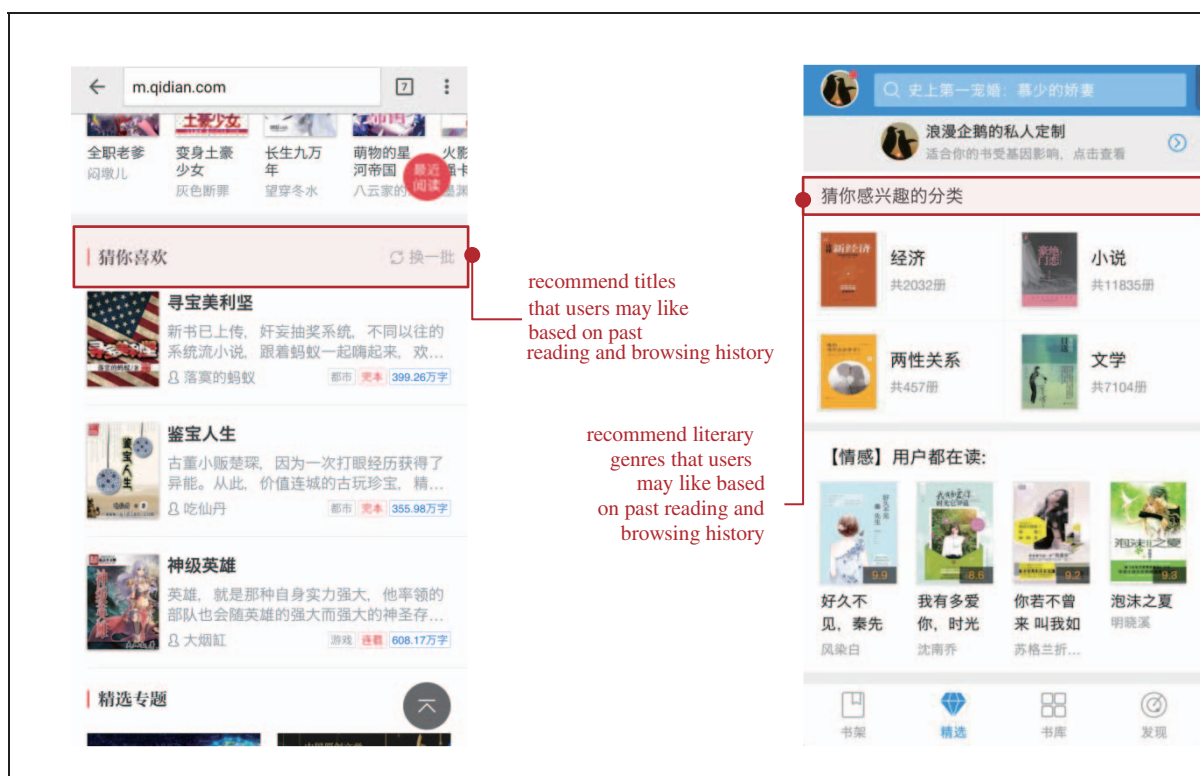 m.qidian.com
7
全职老爹
闷墩儿
变身土豪
少女
灰色断罪
长生九万
年
望穿冬水
萌物的星
河帝国
八云家的
火影
强卡
最近
阅读
猜你喜欢
换一批
寻宝美利坚
新书已上传，奸妄抽奖系统，不同以往的
系统流小说，跟着蚂蚁一起嗨起来，欢…
落寞的蚂蚁
都市 完本 399.26万字
鉴宝人生
古董小贩楚琛，因为一次打眼经历获得了
异能。从此，价值连城的古玩珍宝，精…
吃仙丹
都市 完本 355.98万字
神级英雄
英雄，就是那种自身实力强大，他率领的
部队也会随英雄的强大而强大的神圣存…
大烟缸
游戏 连载 608.17万字
精选专题
recommend titles
that users may like
based on past
reading and browsing history
recommend literary
genres that users
may like based
on past reading and
browsing history
史上第一宠婚：慕少的娇妻
浪漫企鹅的私人定制
适合你的书受基因影响，点击查看
猜你感兴趣的分类
经济
共2032册
小说
共11835册
两性关系
共457册
文学
共7104册
【情感】用户都在读:
9.9
8.6
9.2
9.3
好久不
见，秦先
风染白
我有多爱
你，时光
沈南乔
你若不曾
来 叫我如
苏格兰折…
泡沫之夏
明晓溪
书架
精选
书库
发现